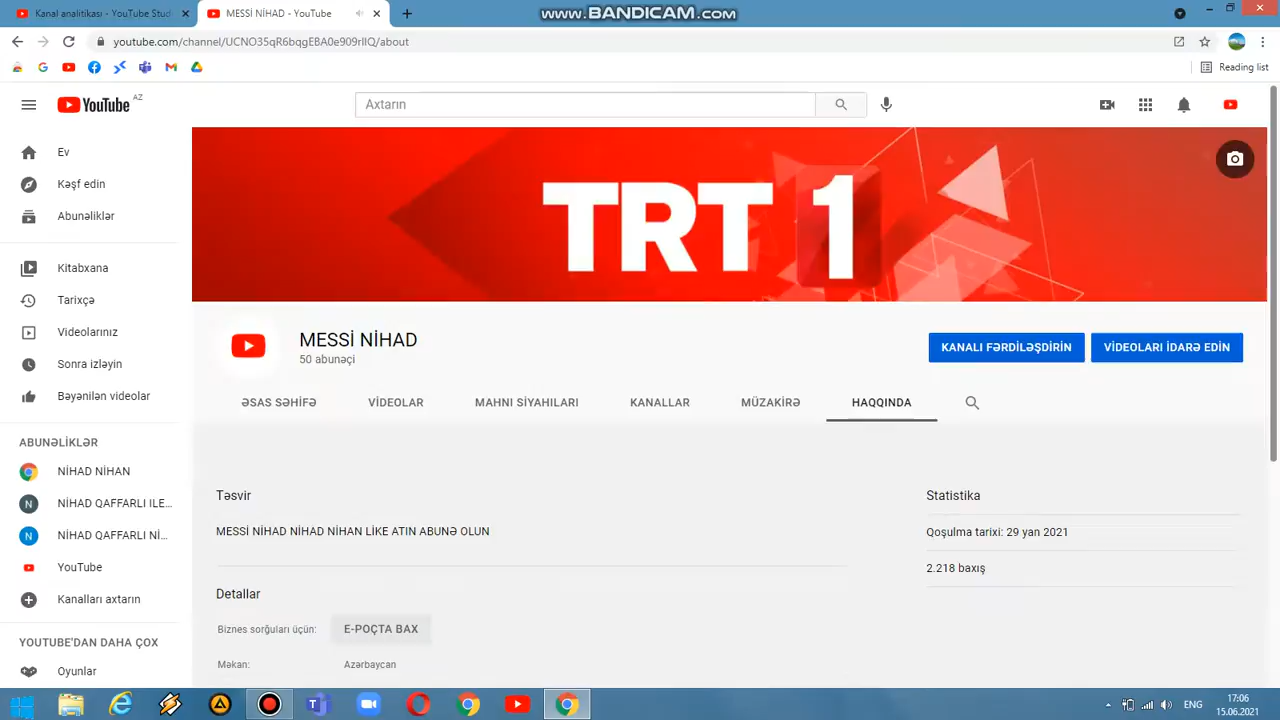 Kanal analitikası - YouTube Stud
MESSİ NİHAD - YouTube
www.BANDICAM.com
youtube.com/channel/UCNO35qR6bqgEBA0e909rlIQ/about
Reading list
YouTube AZ
Axtarın
Ev
Kəşf edin
Abunəliklər
Kitabxana
Tarixçə
Videolarınız
Sonra izləyin
Bəyənilən videolar
ABUNƏLİKLƏR
NİHAD NİHAN
N NİHAD QAFFARLI ILE...
N NİHAD QAFFARLI Nİ...
YouTube
Kanalları axtarın
YOUTUBE'DAN DAHA ÇOX
Oyunlar
TRT 1
MESSİ NİHAD
50 abunəçi
KANALI FƏRDİLƏŞDİRİN
VİDEOLARI İDARƏ EDİN
ƏSAS SƏHİFƏ
VİDEOLAR
MAHNI SİYAHILARI
KANALLAR
MÜZAKİRƏ
HAQQINDA
Təsvir
MESSİ NİHAD NİHAD NİHAN LİKE ATIN ABUNƏ OLUN
Detallar
Biznes sorğuları üçün: E-POÇTA BAX
Məkan: Azərbaycan
Statistika
Qoşulma tarixi: 29 yan 2021
2.218 baxış
ENG
17:06
15.06.2021